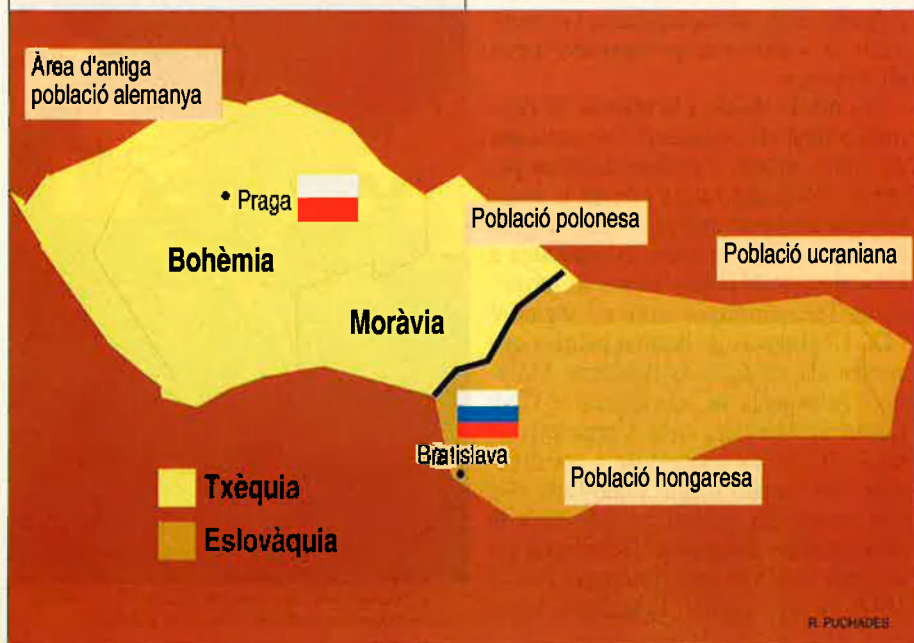 Àrea d'antiga
població alemanya
Praga
Població polonesa
Població ucraniana
Bohèmia
Moràvia
Bratislava
Població hongaresa
Txèquia
Eslovàquia
R. PUCHADES